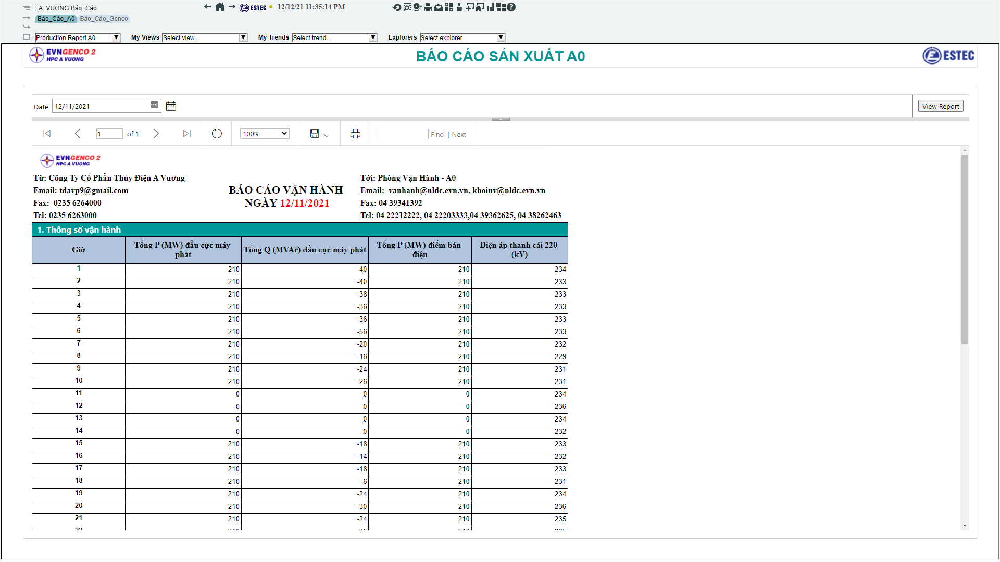 ::A_VUONG.Báo_Cáo
ESTEC 12/12/21 11:35:14 PM
Báo_Cáo_A0 Báo_Cáo_Genco
Production Report A0 My Views Select view... My Trends Select trend... Explorers Select explorer...
EVNGENCO 2
HPC A VUONG
BÁO CÁO SẢN XUẤT A0
ESTEC
Date 12/11/2021 View Report
1 of 1 100% Find | Next
EVNGENCO 2
HPC A VUONG
Từ: Công Ty Cổ Phần Thủy Điện A Vương
Email: tdavp9@gmail.com
Fax: 0235 6264000
Tel: 0235 6263000
BÁO CÁO VẬN HÀNH
NGÀY 12/11/2021
Tới: Phòng Vận Hành - A0
Email: vanhanh@nldc.evn.vn, khoinv@nldc.evn.vn
Fax: 04 39341392
Tel: 04 22212222, 04 22203333,04 39362625, 04 38262463
1. Thông số vận hành
Giờ Tổng P (MW) đầu cực máy phát Tổng Q (MVAr) đầu cực máy phát Tổng P (MW) điểm bán điện Điện áp thanh cái 220 (kV)
1 210 -40 210 234
2 210 -40 210 233
3 210 -38 210 233
4 210 -36 210 233
5 210 -36 210 233
6 210 -56 210 233
7 210 -20 210 232
8 210 -16 210 229
9 210 -24 210 231
10 210 -26 210 231
11 0 0 0 234
12 0 0 0 236
13 0 0 0 234
14 0 0 0 232
15 210 -18 210 233
16 210 -14 210 232
17 210 -18 210 233
18 210 -6 210 231
19 210 -24 210 234
20 210 -30 210 236
21 210 -24 210 235